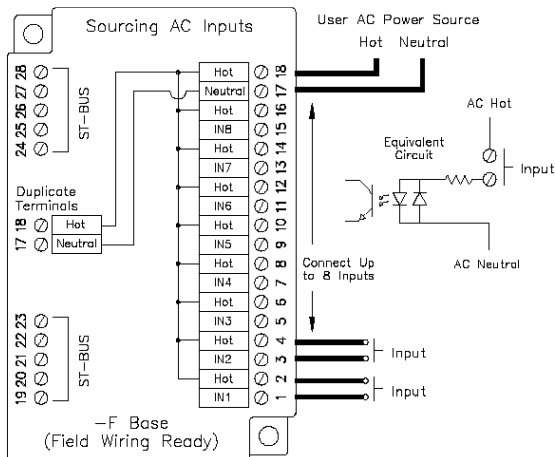 Sourcing AC Inputs
User AC Power Source
Hot Neutral
28
27
26
25
24
ST-BUS
Duplicate
Terminals
18 Hot
17 Neutral
23
22
21
20
19
ST-BUS
Hot 18
Neutral 17
Hot 16
IN8 15
Hot 14
IN7 13
Hot 12
IN6 11
Hot 10
IN5 9
Hot 8
IN4 7
Hot 6
IN3 5
Hot 4
IN2 3
Hot 2
IN1 1
AC Hot
Equivalent
Circuit
Input
AC Neutral
Connect Up
to 8 Inputs
Input
Input
-F Base
(Field Wiring Ready)